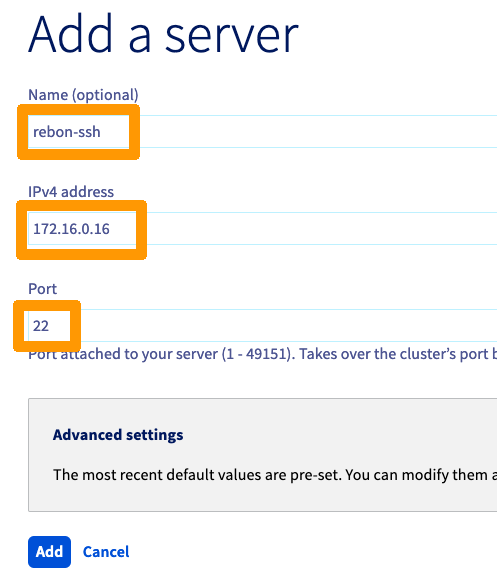 Add a server
Name (optional)
rebon-ssh
IPv4 address
172.16.0.16
Port
22
Port attached to your server (1 - 49151). Takes over the cluster's port
Advanced settings
The most recent default values are pre-set. You can modify them
Add Cancel